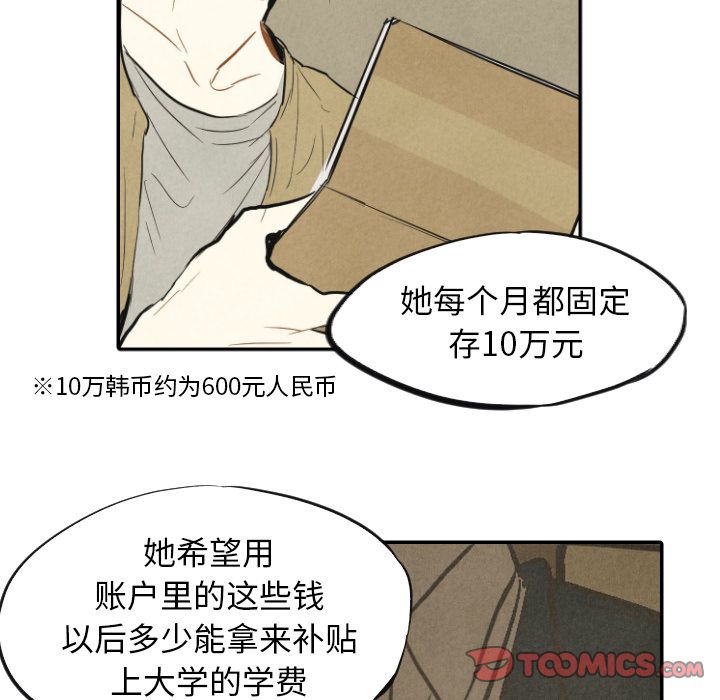 她每个月都固定
存10万元
※10万韩币约为600元人民币
她希望用
账户里的这些钱
以后多少能拿来补贴
上大学的学费
TOOMICS.COM